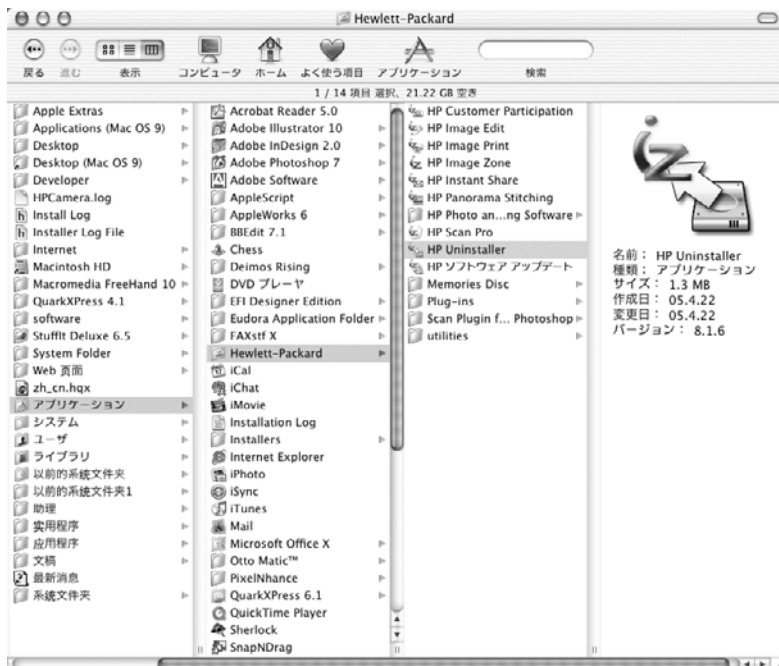 Hewlett-Packard
戻る 進む 表示 コンピュータ ホーム よく使う項目 アプリケーション 検索
1 / 14 項目 選択、21.22 GB 空き
Apple Extras
Applications (Mac OS 9)
Desktop
Desktop (Mac OS 9)
Developer
HPCamera.log
Install Log
Installer Log File
Internet
Macintosh HD
Macromedia FreeHand 10
QuarkXPress 4.1
software
StuffIt Deluxe 6.5
System Folder
Web 页面
zh_cn.hqx
アプリケーション
システム
ユーザ
ライブラリ
以前的系统文件夹
以前的系统文件夹1
助理
实用程序
应用程序
文稿
最新消息
系统文件夹
Acrobat Reader 5.0
Adobe Illustrator 10
Adobe InDesign 2.0
Adobe Photoshop 7
Adobe Software
AppleScript
AppleWorks 6
BBEdit 7.1
Chess
Deimos Rising
DVD プレーヤ
EFI Designer Edition
Eudora Application Folder
FAXstf X
Hewlett-Packard
iCal
iChat
iMovie
Installation Log
Installers
Internet Explorer
iPhoto
iSync
iTunes
Mail
Microsoft Office X
Otto Matic™
PixelNhance
QuarkXPress 6.1
QuickTime Player
Sherlock
SnapNDrag
HP Customer Participation
HP Image Edit
HP Image Print
HP Image Zone
HP Instant Share
HP Panorama Stitching
HP Photo an...ng Software
HP Scan Pro
HP Uninstaller
HP ソフトウェア アップデート
Memories Disc
Plug-ins
Scan Plugin f... Photoshop
utilities
名前： HP Uninstaller
種類： アプリケーション
サイズ： 1.3 MB
作成日： 05.4.22
変更日： 05.4.22
バージョン： 8.1.6